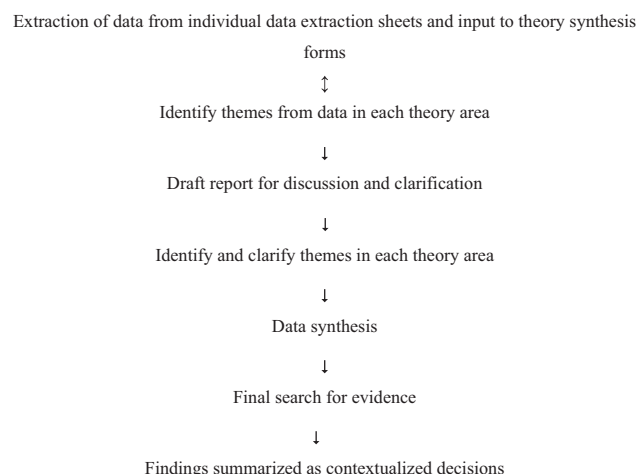 Extraction of data from individual data extraction sheets and input to theory synthesis
forms
↕
Identify themes from data in each theory area
↓
Draft report for discussion and clarification
↓
Identify and clarify themes in each theory area
↓
Data synthesis
↓
Final search for evidence
↓
Findings summarized as contextualized decisions